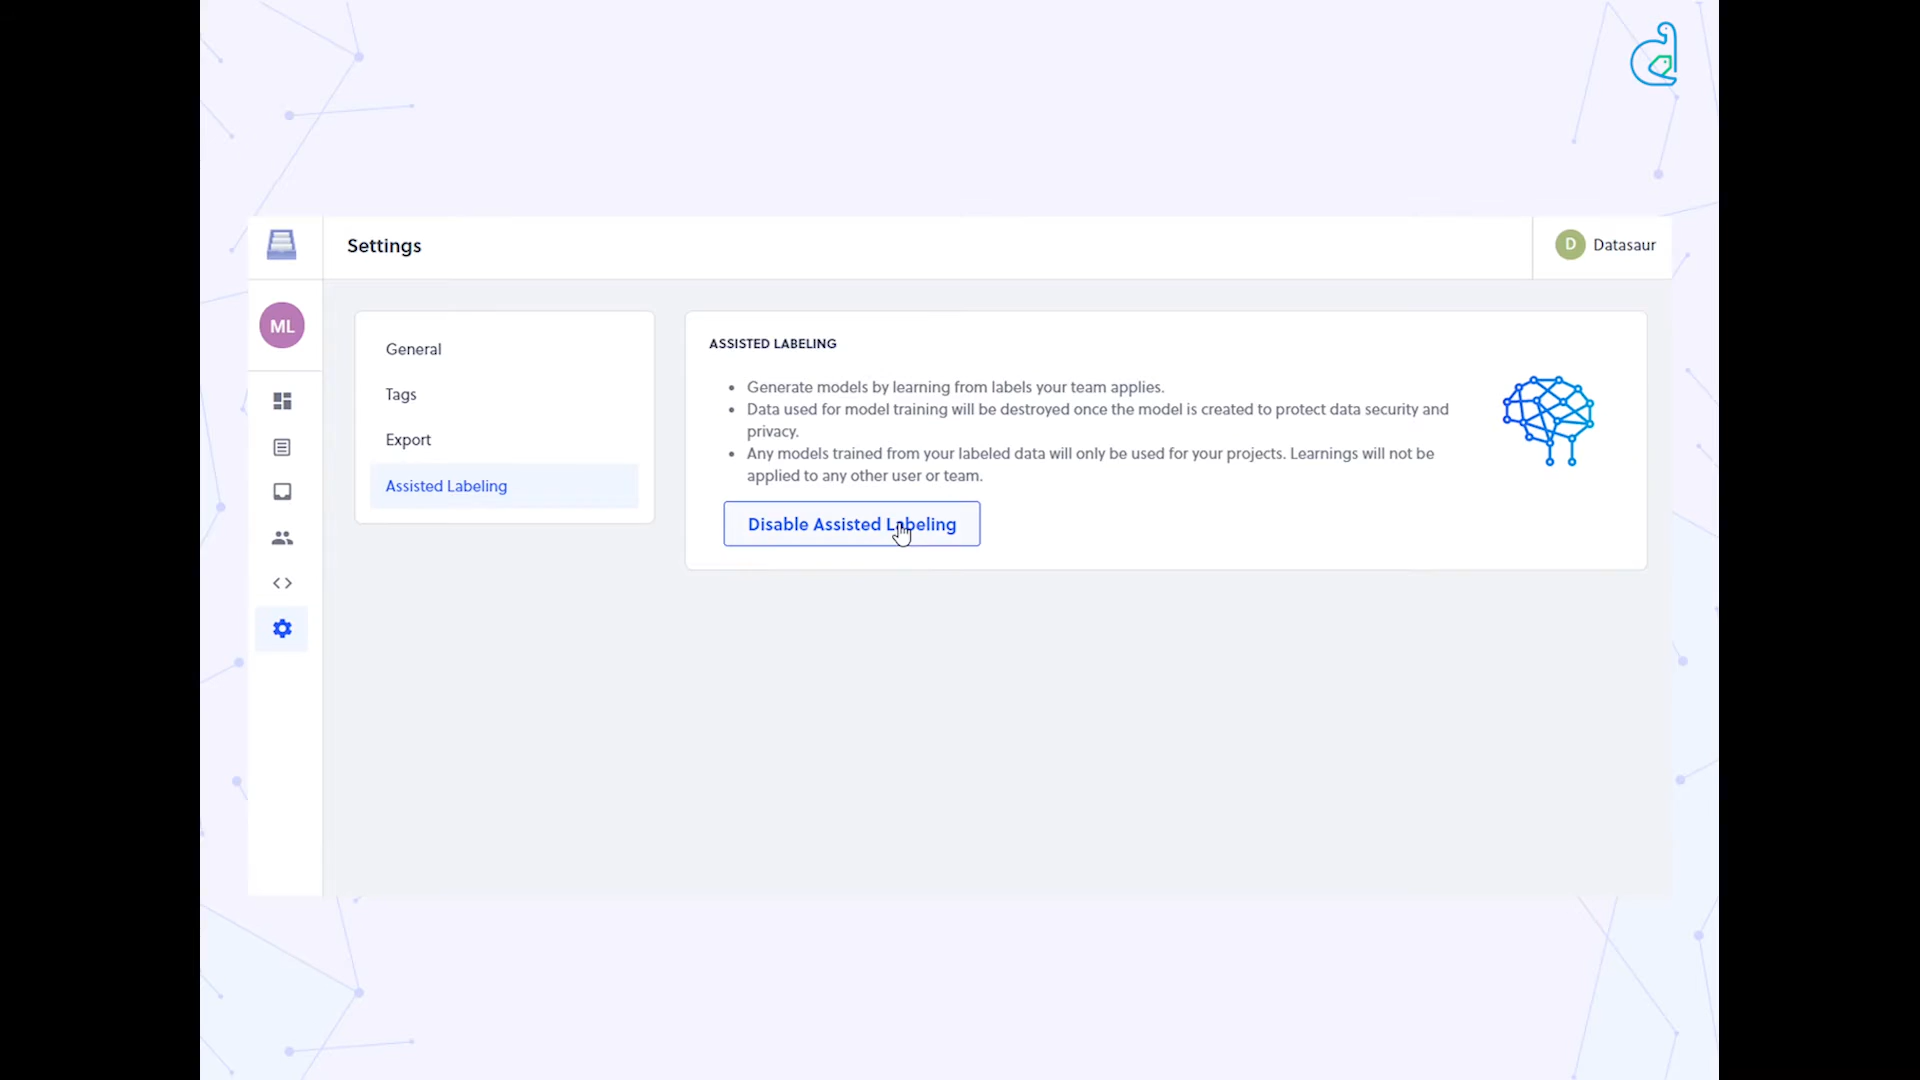 Settings
D Datasaur
ML
General
Tags
Export
Assisted Labeling
ASSISTED LABELING
Generate models by learning from labels your team applies.
Data used for model training will be destroyed once the model is created to protect data security and
privacy.
Any models trained from your labeled data will only be used for your projects. Learnings will not be
applied to any other user or team.
Disable Assisted Labeling